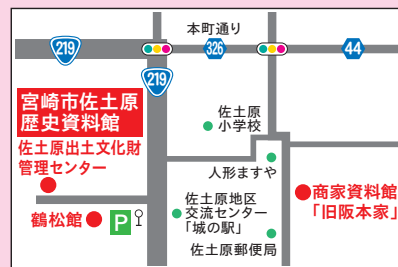 本町通り
219
326
44
219
宮崎市佐土原
歴史資料館
佐土原出土文化財
管理センター
佐土原
小学校
人形ますや
鶴松館
P
佐土原地区
交流センター
「城の駅」
商家資料館
「旧阪本家」
佐土原郵便局